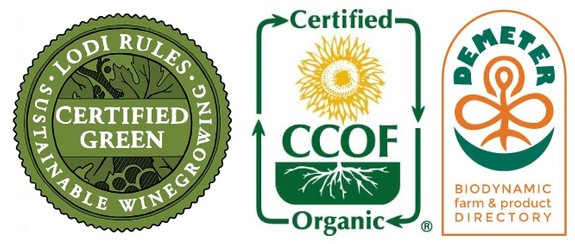 LODI RULES
SUSTAINABLE WINEGROWING
CERTIFIED
GREEN
Certified
CCOF
Organic
®
DEMETER
BIODYNAMIC
farm & product
DIRECTORY